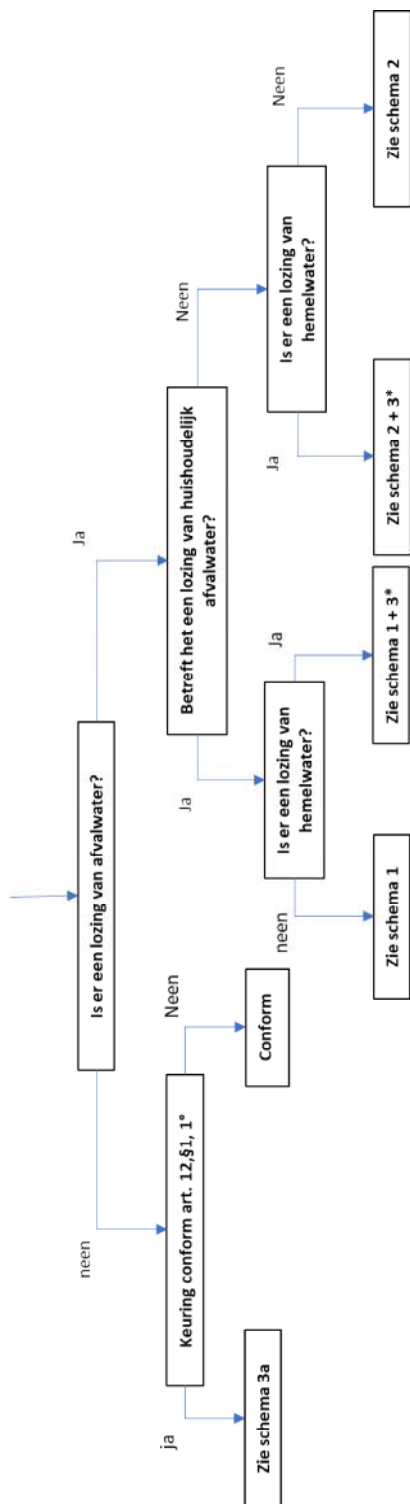 Is er een lozing van afvalwater?
neen
Ja
Keuring conform art. 12,§1, 1°
Betreft het een lozing van huishoudelijk
afvalwater?
ja
Neen
Ja
Neen
Zie schema 3a
Conform
Is er een lozing van
hemelwater?
Is er een lozing van
hemelwater?
neen
Ja
Ja
Neen
Zie schema 1
Zie schema 1 + 3*
Zie schema 2 + 3*
Zie schema 2